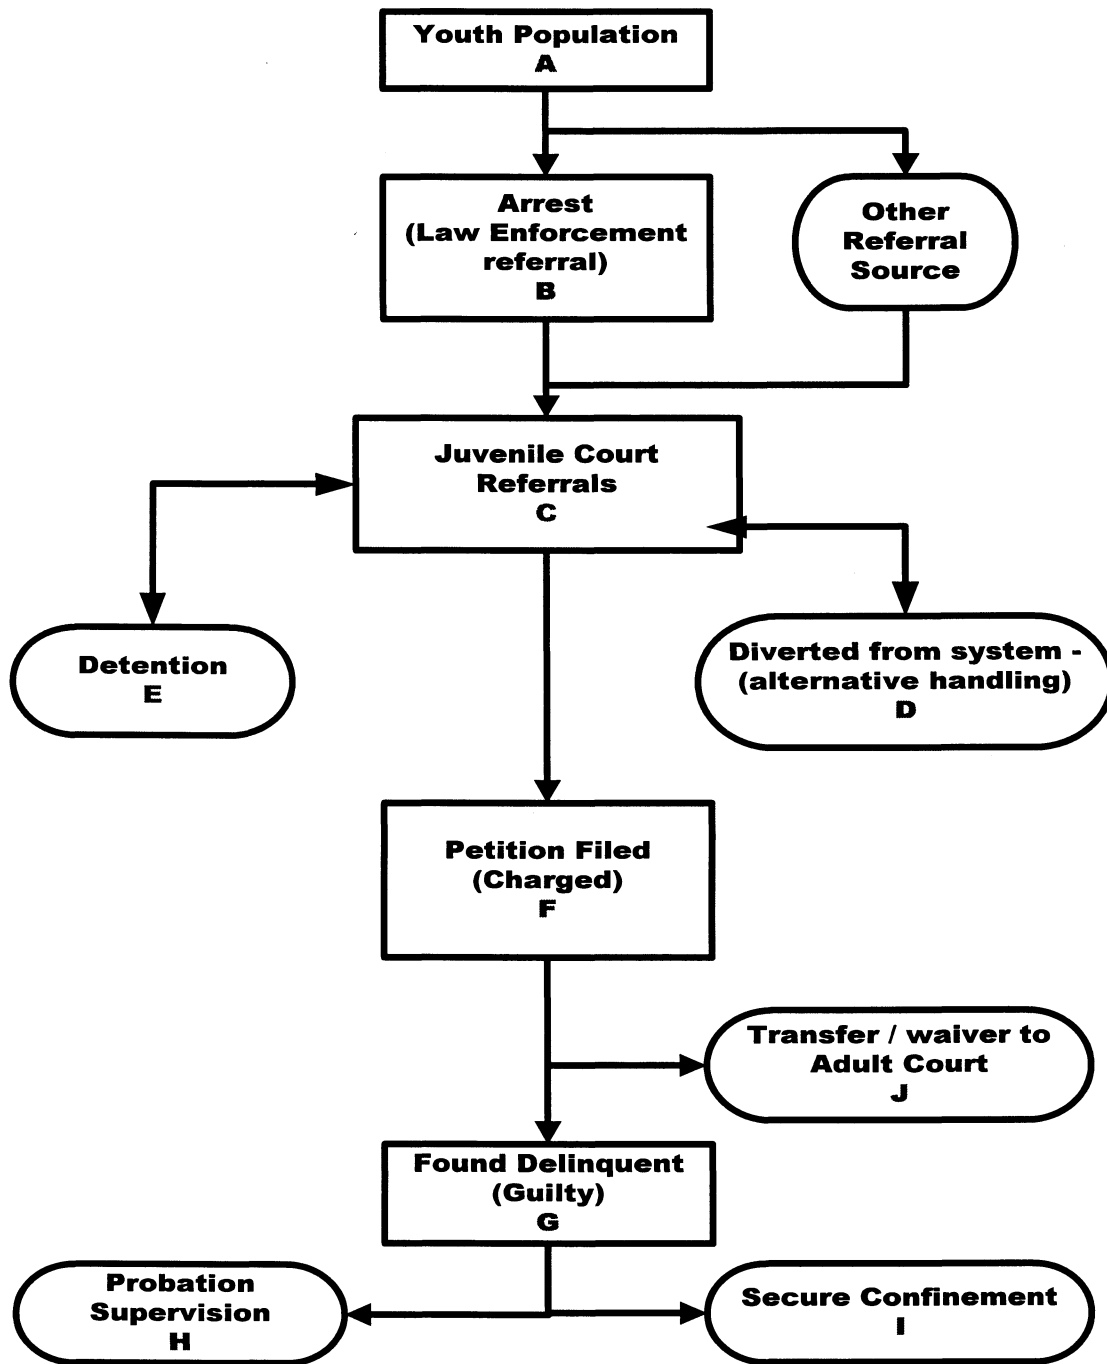 Youth Population
A
Arrest
(Law Enforcement
referral)
B
Other
Referral
Source
Juvenile Court
Referrals
C
Detention
E
Diverted from system -
(alternative handling)
D
Petition Filed
(Charged)
F
Transfer / waiver to
Adult Court
J
Found Delinquent
(Guilty)
G
Probation
Supervision
H
Secure Confinement
I